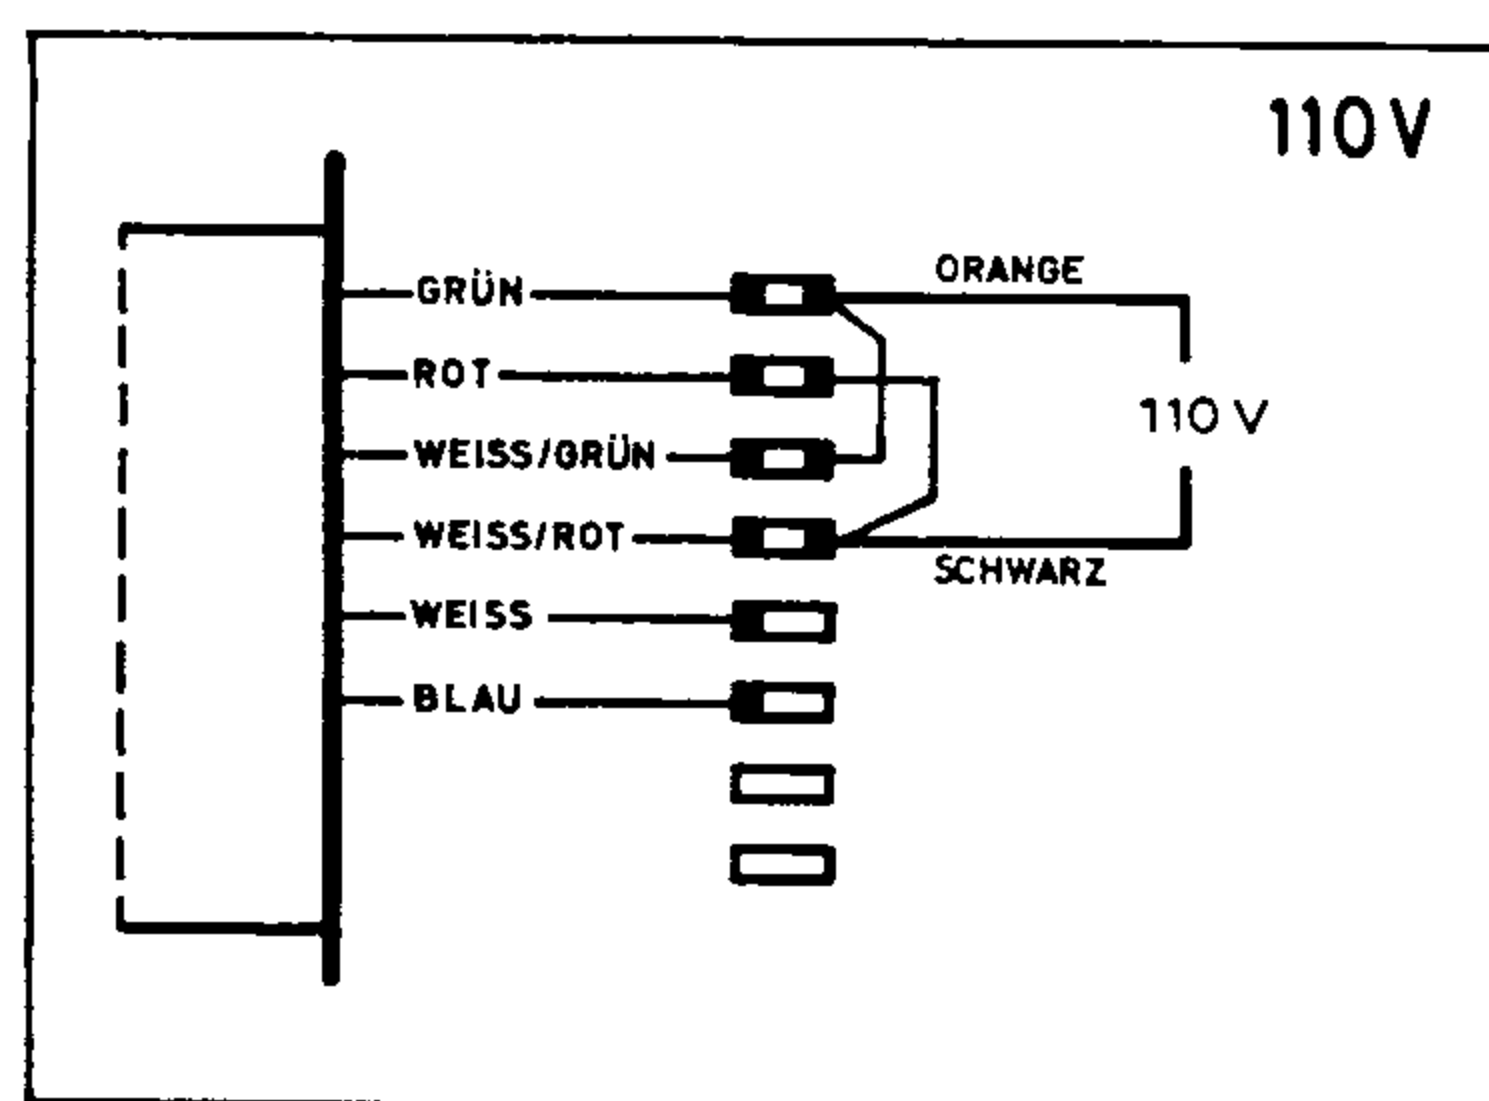 110 V
GRÜN
ORANGE
ROT
110 V
WEISS/GRÜN
WEISS/ROT
SCHWARZ
WEISS
BLAU